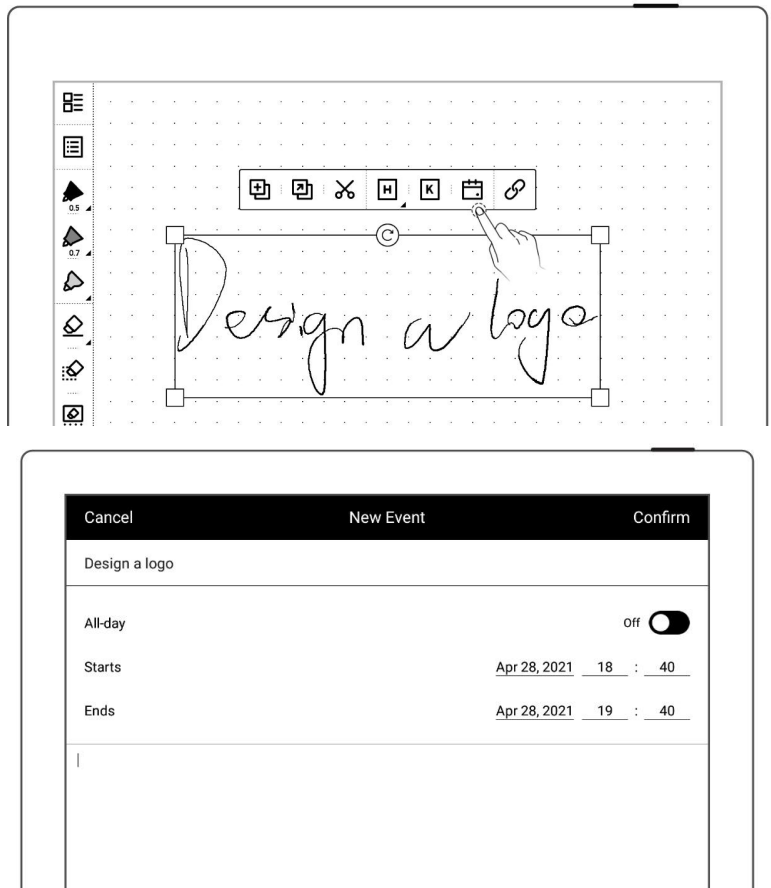 H K
0.5
0.7
Design a logo
Cancel New Event Confirm
Design a logo
All-day Off
Starts Apr 28, 2021 18 : 40
Ends Apr 28, 2021 19 : 40